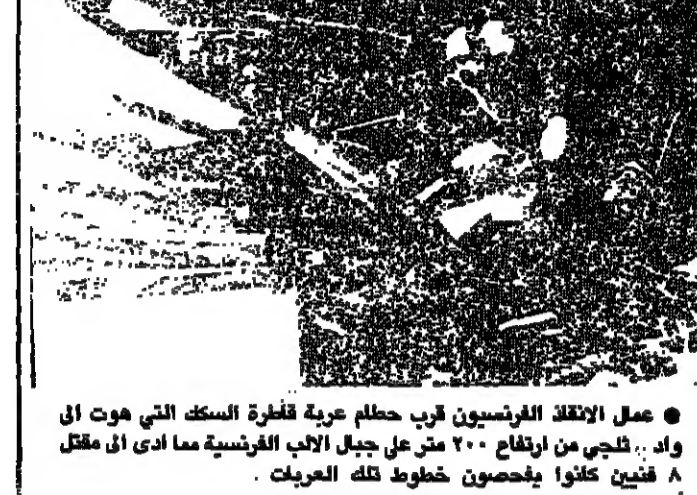 ● عمال الانقاذ الفرنسيون قرب حطام عربة قاطرة السكك التي هوت الى
واد .. ثلجي من ارتفاع ٢٠٠ متر على جبال الالب الفرنسية مما ادى الى مقتل
٨ فنيين كانوا يفحصون خطوط تلك العربات .